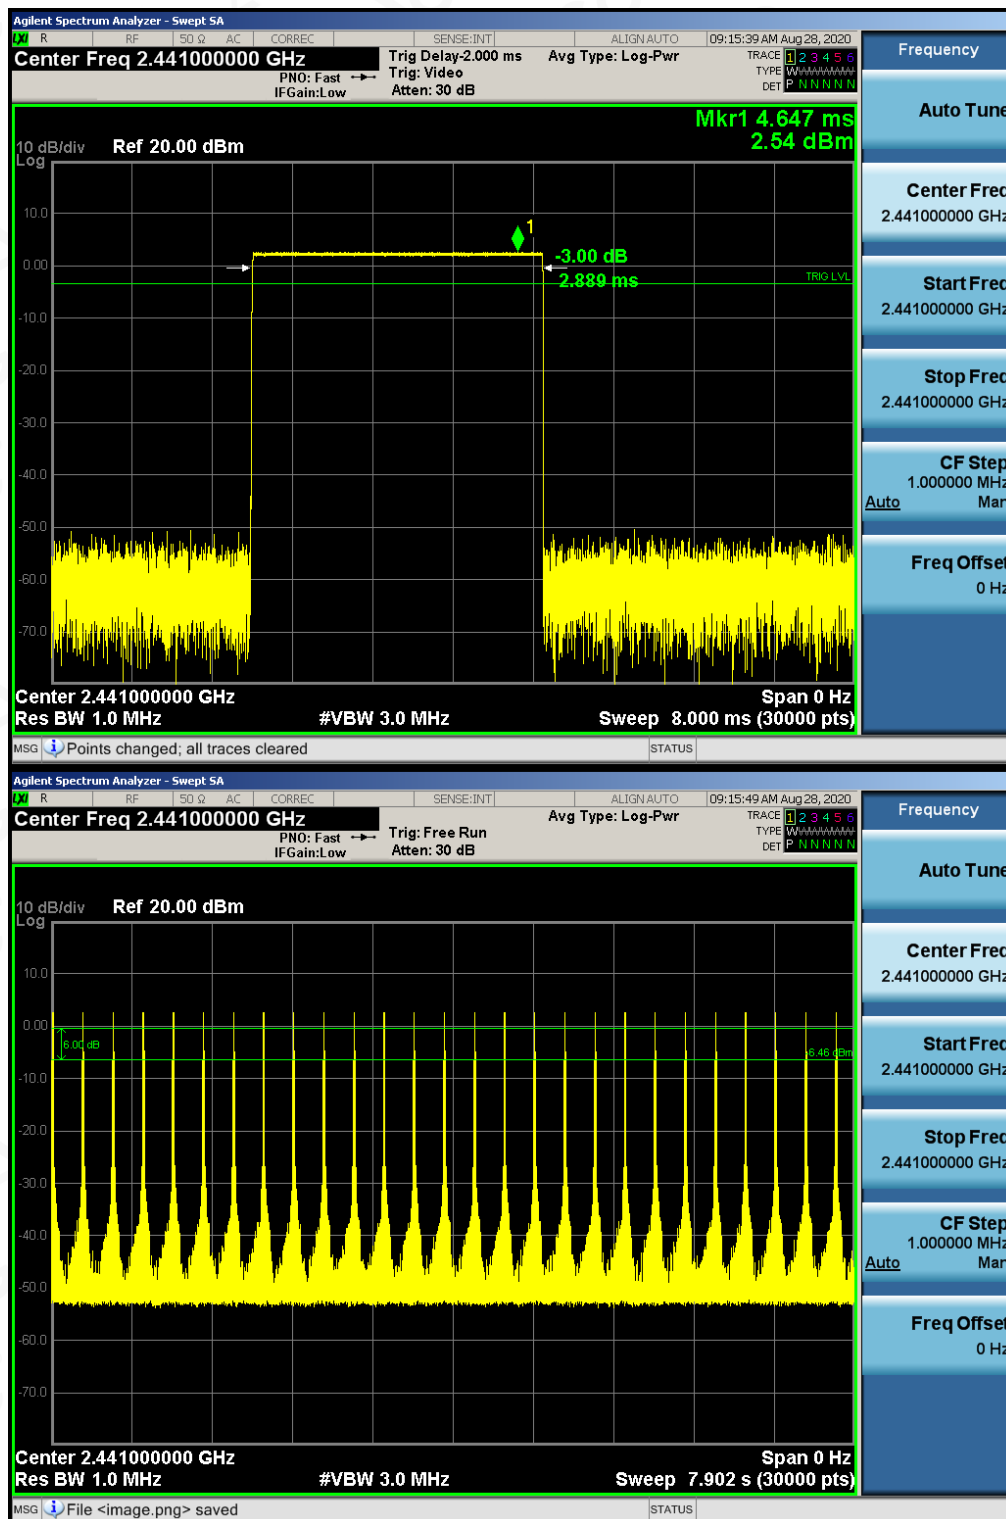 Agilent Spectrum Analyzer - Swept SA
LXI R RF 50 Ω AC CORREC SENSE:INT ALIGN AUTO 09:15:39 AM Aug 28, 2020
Center Freq 2.441000000 GHz
PNO: Fast
IFGain:Low
Trig Delay-2.000 ms
Trig: Video
Atten: 30 dB
Avg Type: Log-Pwr
TRACE 1 2 3 4 5 6
TYPE
DET P N N N N N
Mkr1 4.647 ms
2.54 dBm
10 dB/div Ref 20.00 dBm
Log
10.0
1
-3.00 dB
0.00
2.889 ms
TRIG LVL
-10.0
-20.0
-30.0
-40.0
-50.0
-60.0
-70.0
Center 2.441000000 GHz Span 0 Hz
Res BW 1.0 MHz #VBW 3.0 MHz Sweep 8.000 ms (30000 pts)
MSG Points changed; all traces cleared STATUS
Frequency
Auto Tune
Center Freq
2.441000000 GHz
Start Freq
2.441000000 GHz
Stop Freq
2.441000000 GHz
CF Step
1.000000 MHz
Auto Man
Freq Offset
0 Hz
Agilent Spectrum Analyzer - Swept SA
LXI R RF 50 Ω AC CORREC SENSE:INT ALIGN AUTO 09:15:49 AM Aug 28, 2020
Center Freq 2.441000000 GHz
PNO: Fast
IFGain:Low
Trig: Free Run
Atten: 30 dB
Avg Type: Log-Pwr
TRACE 1 2 3 4 5 6
TYPE
DET P N N N N N
10 dB/div Ref 20.00 dBm
Log
10.0
0.00
6.00 dB
-6.46 dBm
-10.0
-20.0
-30.0
-40.0
-50.0
-60.0
-70.0
Center 2.441000000 GHz Span 0 Hz
Res BW 1.0 MHz #VBW 3.0 MHz Sweep 7.902 s (30000 pts)
MSG File <image.png> saved STATUS
Frequency
Auto Tune
Center Freq
2.441000000 GHz
Start Freq
2.441000000 GHz
Stop Freq
2.441000000 GHz
CF Step
1.000000 MHz
Auto Man
Freq Offset
0 Hz